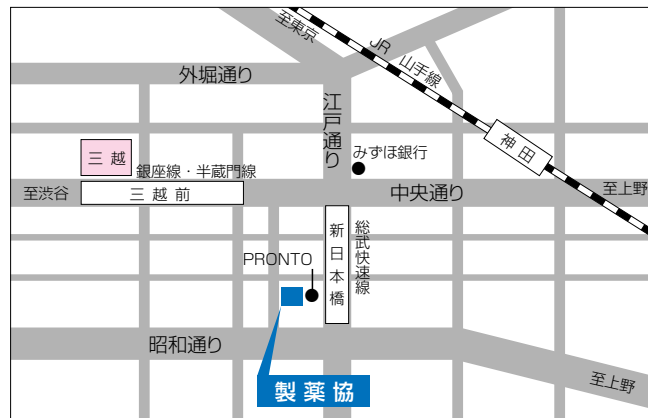 至東京
JR 山手線
外堀通り
江戸通り
みずほ銀行
神田
三越
銀座線・半蔵門線
至渋谷
三越前
中央通り
至上野
新日本橋
総武快速線
PRONTO
昭和通り
製薬協
至上野